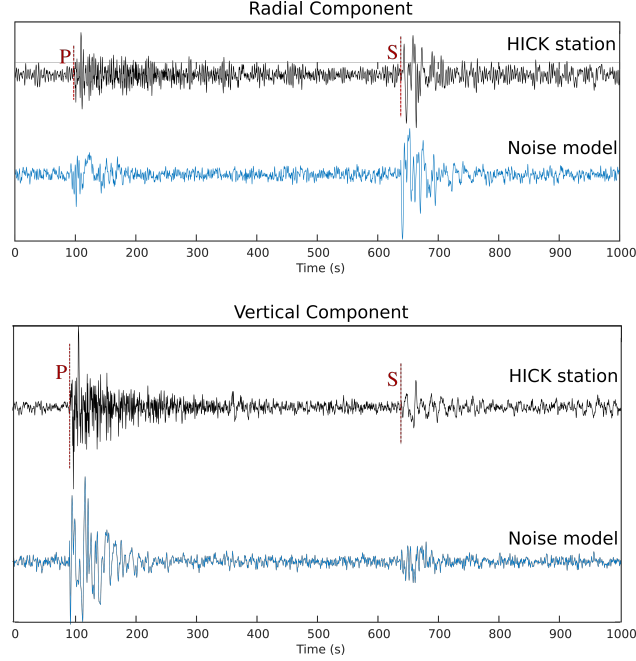 Radial Component
HICK station
P
S
Noise model
0 100 200 300 400 500 600 700 800 900 1000
Time (s)
Vertical Component
P
S
HICK station
Noise model
0 100 200 300 400 500 600 700 800 900 1000
Time (s)